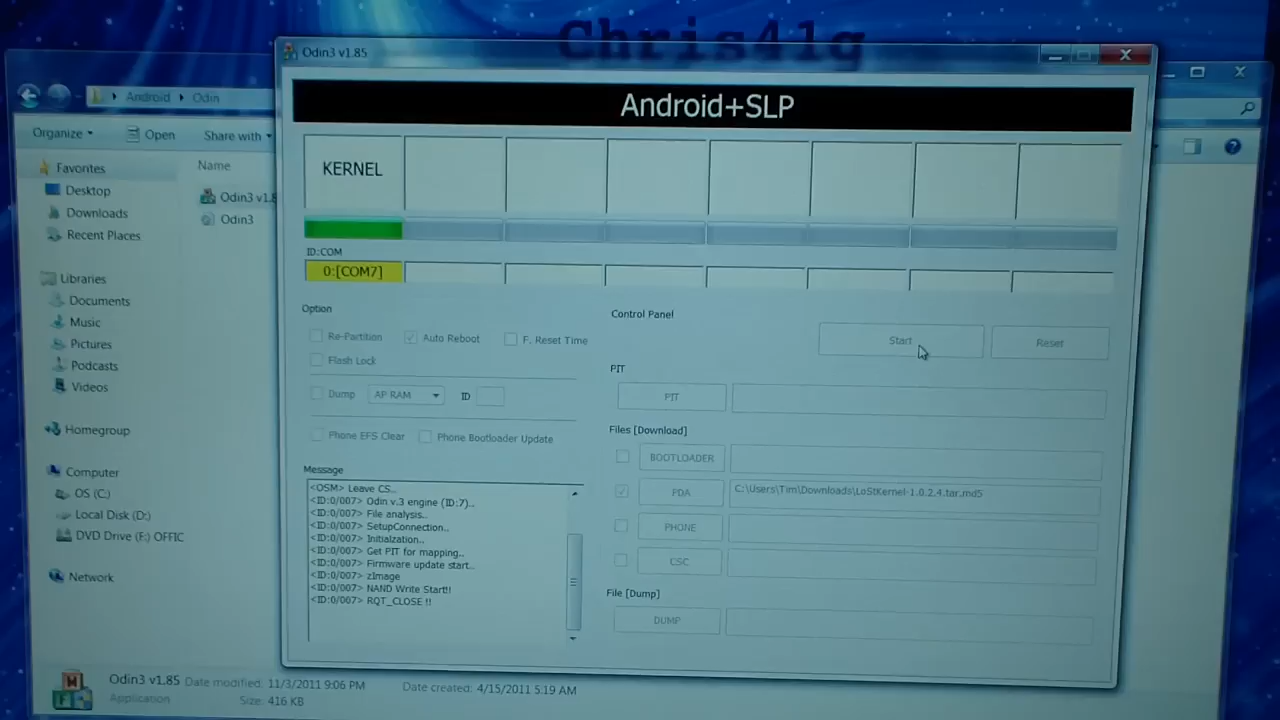 Chris41g
Odin3 v1.85
Android Odin
Android+SLP
Organize Open Share with
Name
Favorites
Desktop
Downloads
Recent Places
Odin3
Libraries
Documents
Music
Pictures
Podcasts
Videos
Homegroup
Computer
OS (C:)
Local Disk (D:)
DVD Drive (F:) OFFIC
Network
KERNEL
ID:COM
0:[COM7]
Option
Re-Partition Auto Reboot F. Reset Time
Flash Lock
Dump AP RAM ID
Phone EFS Clear Phone Bootloader Update
Message
<OSM> Leave CS..
<ID:0/007> Odin v.3 engine (ID:7)..
<ID:0/007> File analysis..
<ID:0/007> SetupConnection..
<ID:0/007> Initialzation..
<ID:0/007> Get PIT for mapping..
<ID:0/007> Firmware update start..
<ID:0/007> zImage
<ID:0/007> NAND Write Start!!
<ID:0/007> RQT_CLOSE !!
Control Panel
Start Reset
PIT
PIT
Files [Download]
BOOTLOADER
PDA C:\Users\Tim\Downloads\LoStKernel-1.0.2.4.tar.md5
PHONE
CSC
File [Dump]
DUMP
Odin3 v1.85 Date modified: 11/3/2011 9:06 PM Date created: 4/15/2011 5:19 AM
Application Size: 416 KB